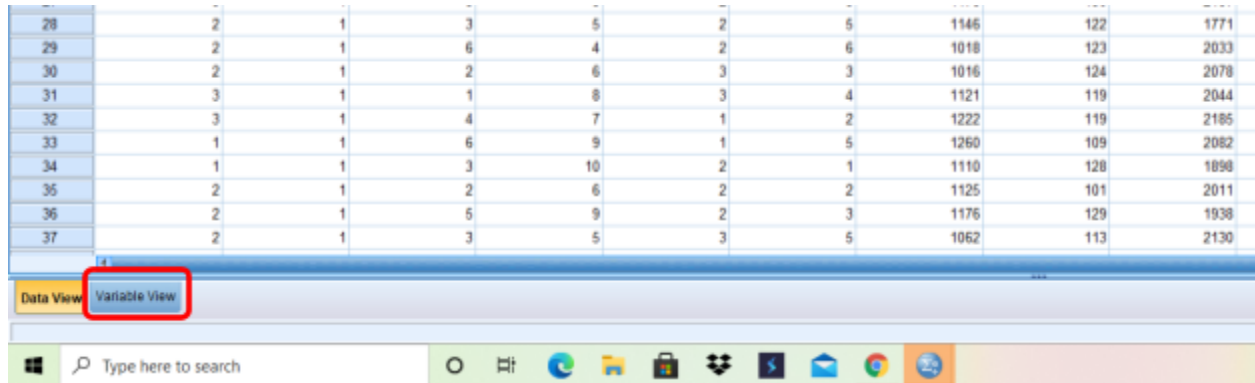 28 2 1 3 5 2 5 1146 122 1771
29 2 1 6 4 2 6 1018 123 2033
30 2 1 2 6 3 3 1016 124 2078
31 3 1 1 8 3 4 1121 119 2044
32 3 1 4 7 1 2 1222 119 2185
33 1 1 6 9 1 5 1260 109 2082
34 1 1 3 10 2 1 1110 128 1898
35 2 1 2 6 2 2 1125 101 2011
36 2 1 5 9 2 3 1176 129 1938
37 2 1 3 5 3 5 1062 113 2130
Data View Variable View
Type here to search